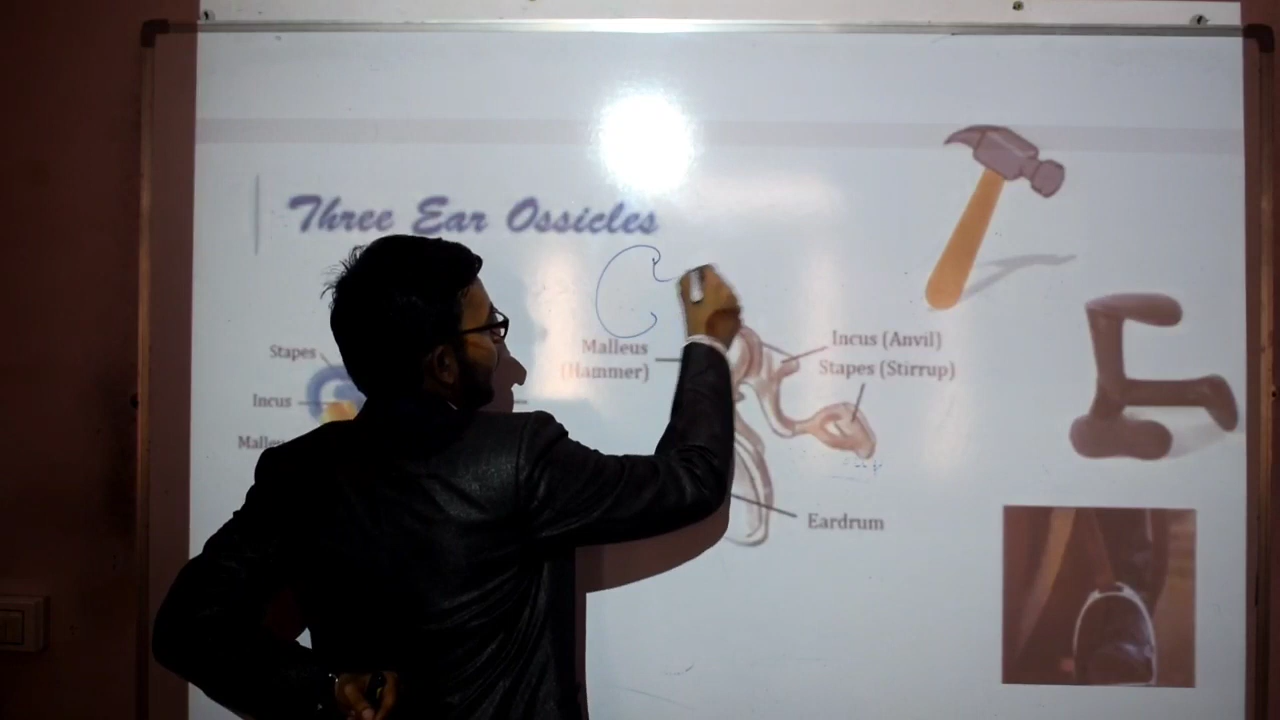 Three Ear Ossicles
Stapes
Incus
Malleus
(Hammer)
Incus (Anvil)
Stapes (Stirrup)
Eardrum